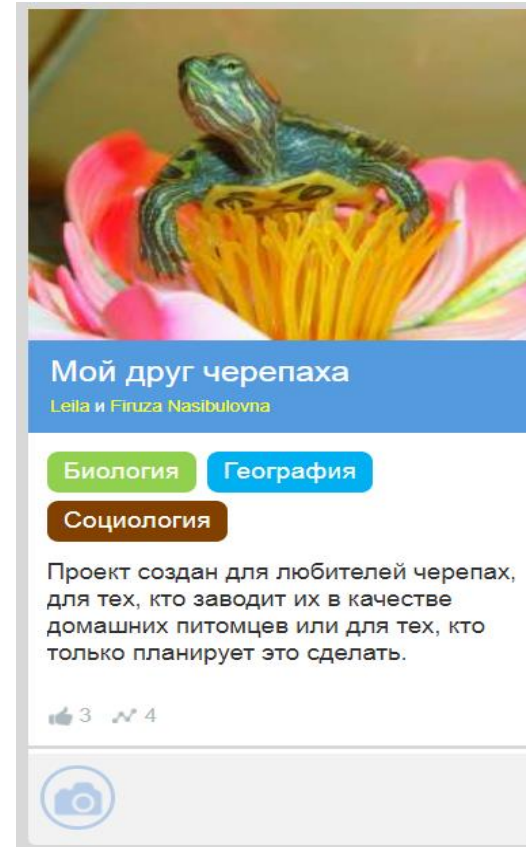 Мой друг черепаха
Leila и Firuza Nasibulovna
Биология География
Социология
Проект создан для любителей черепах,
для тех, кто заводит их в качестве
домашних питомцев или для тех, кто
только планирует это сделать.
3 4